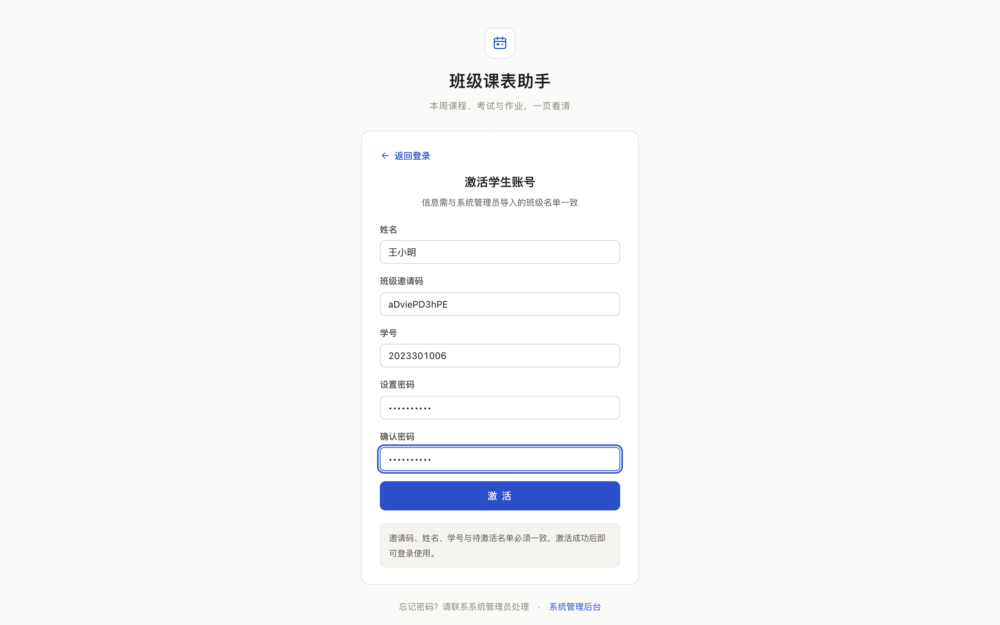 班级课表助手
本周课程、考试与作业，一页看清
← 返回登录
激活学生账号
信息需与系统管理员导入的班级名单一致
姓名
王小明
班级邀请码
aDviePD3hPE
学号
2023301006
设置密码
••••••••••
确认密码
••••••••••
激 活
邀请码、姓名、学号与待激活名单必须一致，激活成功后即
可登录使用。
忘记密码？请联系系统管理员处理 · 系统管理后台